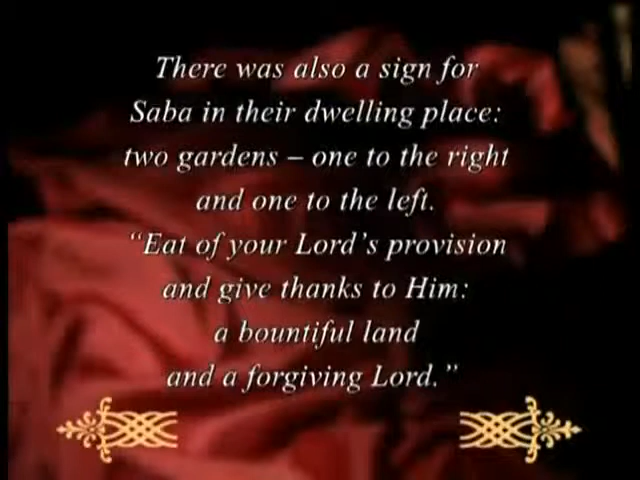 There was also a sign for
Saba in their dwelling place:
two gardens – one to the right
and one to the left.
“Eat of your Lord’s provision
and give thanks to Him:
a bountiful land
and a forgiving Lord.”